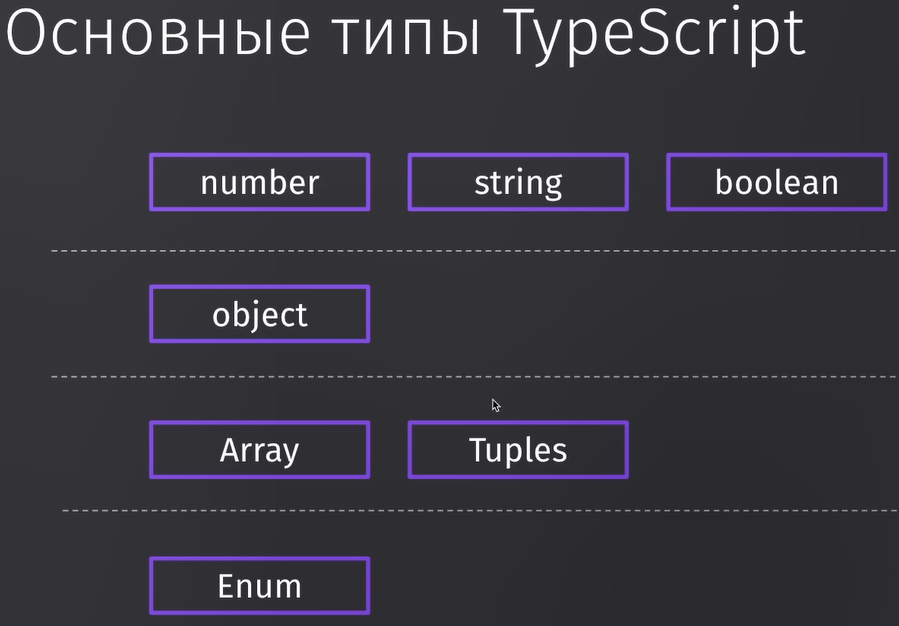 Основные типы TypeScript
number string boolean
object
Array Tuples
Enum